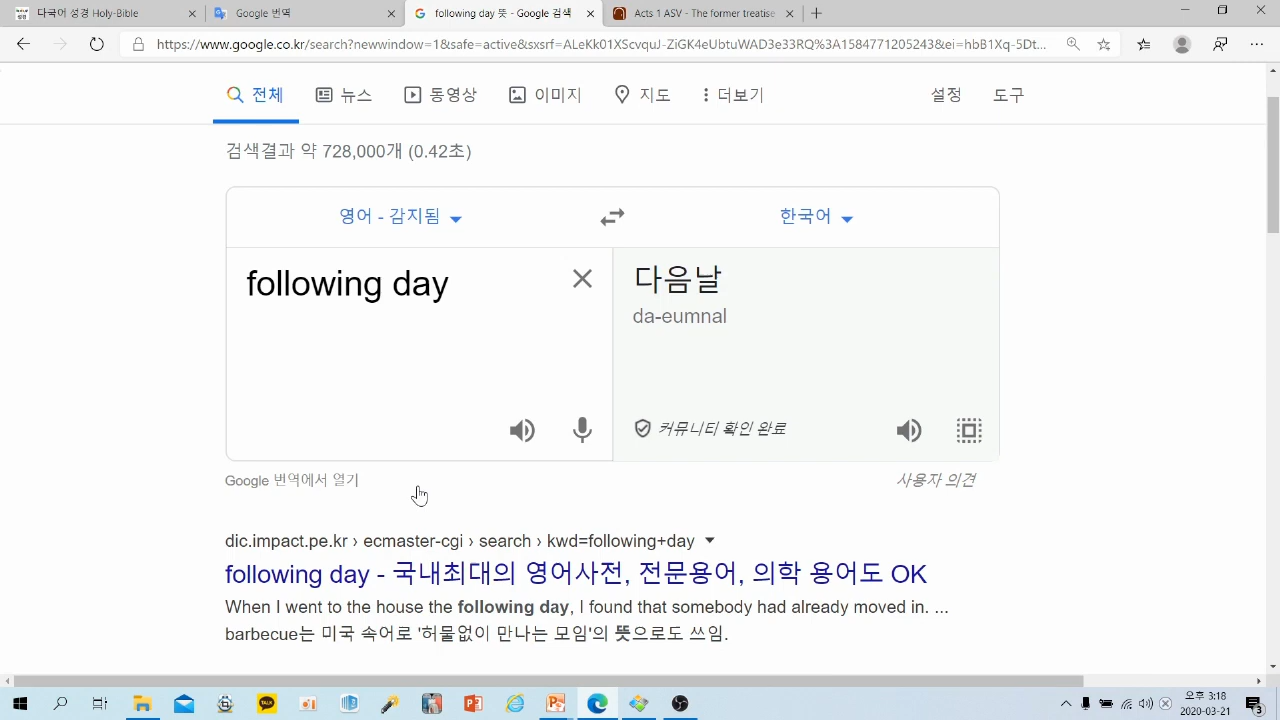 다국어 성경 Holy-Bible
Google 번역
following day 뜻 - Google 검색
Acts 1 ASV - The former treatise
https://www.google.co.kr/search?newwindow=1&safe=active&sxsrf=ALeKk01XScvquJ-ZiGK4eUbtuWAD3e33RQ%3A1584771205243&ei=hbB1Xq-5Dt...
전체
뉴스
동영상
이미지
지도
더보기
설정
도구
검색결과 약 728,000개 (0.42초)
영어 - 감지됨
한국어
following day
다음날
da-eumnal
커뮤니티 확인 완료
Google 번역에서 열기
사용자 의견
dic.impact.pe.kr › ecmaster-cgi › search › kwd=following+day
following day - 국내최대의 영어사전, 전문용어, 의학 용어도 OK
When I went to the house the following day, I found that somebody had already moved in. ...
barbecue는 미국 속어로 '허물없이 만나는 모임'의 뜻으로도 쓰임.
TALK
오후 3:18
2020-03-21
3